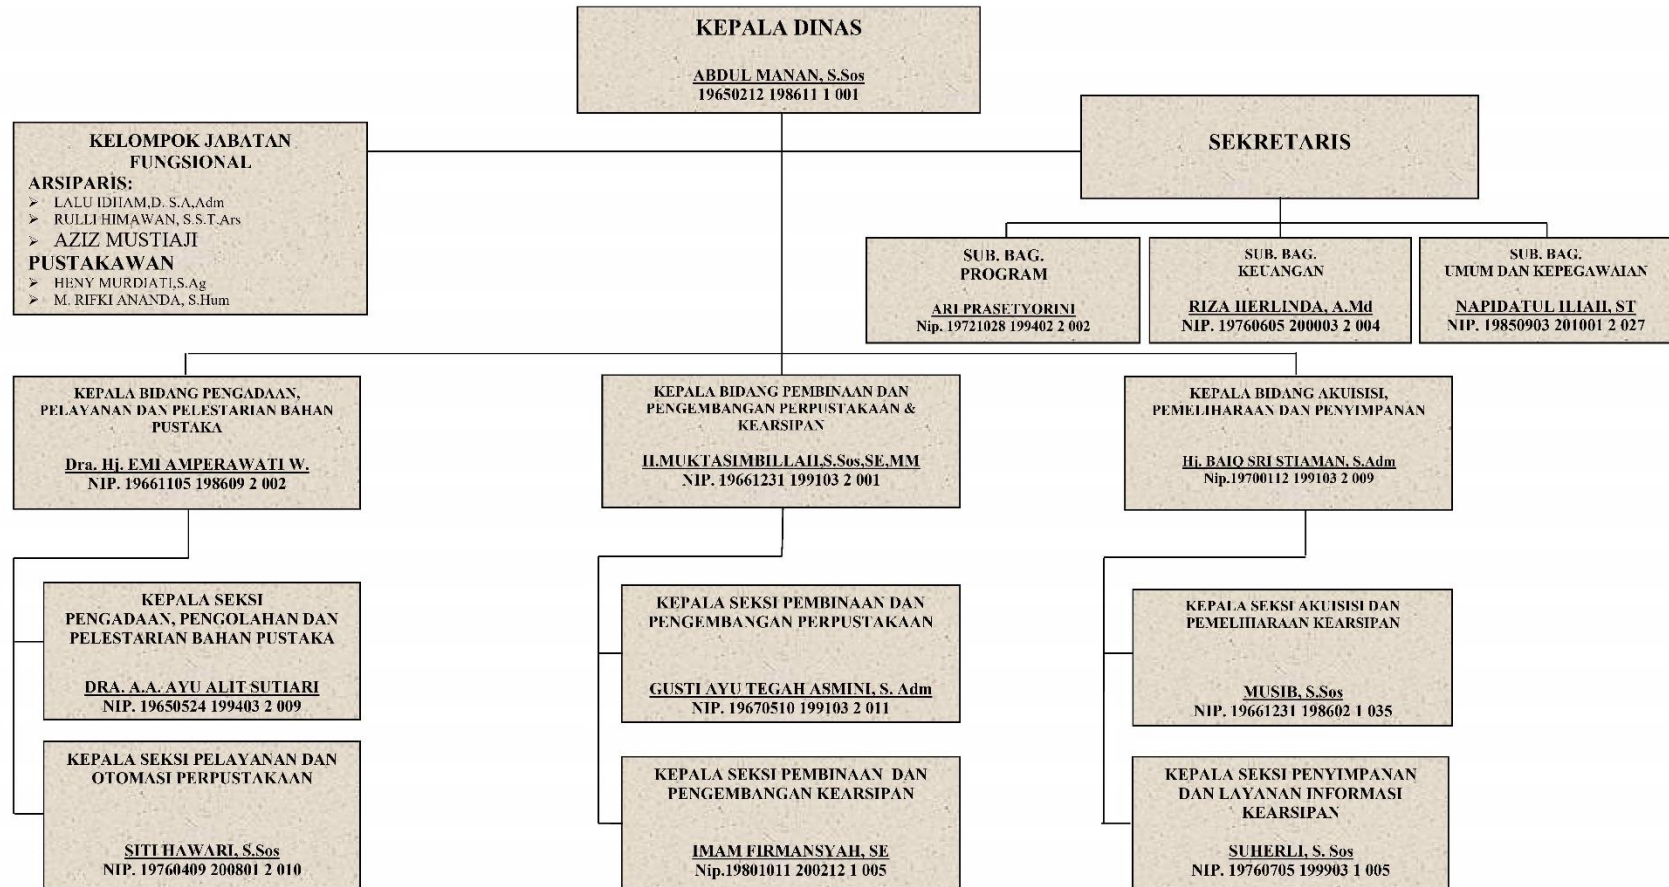 KEPALA DINAS
ABDUL MANAN, S.Sos
19650212 198611 1 001
KELOMPOK JABATAN
FUNGSIONAL
ARSIPARIS:
➢ LALU IDHAM,D. S.A,Adm
➢ RULLI HIMAWAN, S.S.T.Ars
➢ AZIZ MUSTIAJI
PUSTAKAWAN
➢ HENY MURDIATI,S.Ag
➢ M. RIFKI ANANDA, S.Hum
SEKRETARIS
SUB. BAG.
PROGRAM
ARI PRASETYORINI
Nip. 19721028 199402 2 002
SUB. BAG.
KEUANGAN
RIZA HERLINDA, A.Md
NIP. 19760605 200003 2 004
SUB. BAG.
UMUM DAN KEPEGAWAIAN
NAPIDATUL ILIAH, ST
NIP. 19850903 201001 2 027
KEPALA BIDANG PENGADAAN,
PELAYANAN DAN PELESTARIAN BAHAN
PUSTAKA
Dra. Hj. EMI AMPERAWATI W.
NIP. 19661105 198609 2 002
KEPALA BIDANG PEMBINAAN DAN
PENGEMBANGAN PERPUSTAKAAN &
KEARSIPAN
H.MUKTASIMBILLAH,S.Sos,SE,MM
NIP. 19661231 199103 2 001
KEPALA BIDANG AKUISISI,
PEMELIHARAAN DAN PENYIMPANAN
Hj. BAIQ SRI STIAMAN, S.Adm
Nip.19700112 199103 2 009
KEPALA SEKSI
PENGADAAN, PENGOLAHAN DAN
PELESTARIAN BAHAN PUSTAKA
DRA. A.A. AYU ALIT SUTIARI
NIP. 19650524 199403 2 009
KEPALA SEKSI PEMBINAAN DAN
PENGEMBANGAN PERPUSTAKAAN
GUSTI AYU TEGAH ASMINI, S. Adm
NIP. 19670510 199103 2 011
KEPALA SEKSI AKUISISI DAN
PEMELIHARAAN KEARSIPAN
MUSIB, S.Sos
NIP. 19661231 198602 1 035
KEPALA SEKSI PELAYANAN DAN
OTOMASI PERPUSTAKAAN
SITI HAWARI, S.Sos
NIP. 19760409 200801 2 010
KEPALA SEKSI PEMBINAAN DAN
PENGEMBANGAN KEARSIPAN
IMAM FIRMANSYAH, SE
Nip.19801011 200212 1 005
KEPALA SEKSI PENYIMPANAN
DAN LAYANAN INFORMASI
KEARSIPAN
SUHERLI, S. Sos
NIP. 19760705 199903 1 005